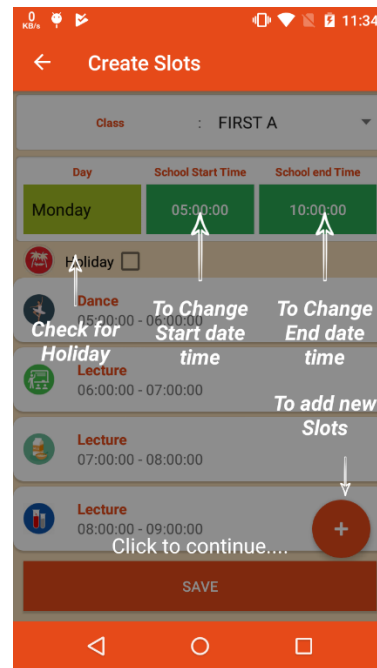 0
KB/s
11:34
Create Slots
Class : FIRST A
Day School Start Time School end Time
Monday 05:00:00 10:00:00
Holiday
Check for
Holiday
To Change
Start date
time
To Change
End date
time
Dance
05:00:00 - 06:00:00
Lecture
06:00:00 - 07:00:00
To add new
Slots
Lecture
07:00:00 - 08:00:00
Lecture
08:00:00 - 09:00:00
+
Click to continue....
SAVE